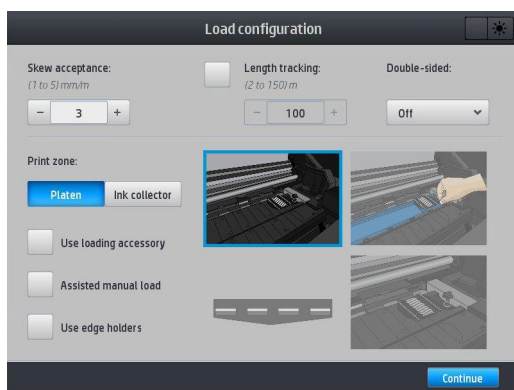 Load configuration
Skew acceptance:
(1 to 5) mm/m
- 3 +
Length tracking:
(2 to 150) m
- 100 +
Double-sided:
Off
Print zone:
Platen
Ink collector
Use loading accessory
Assisted manual load
Use edge holders
Continue